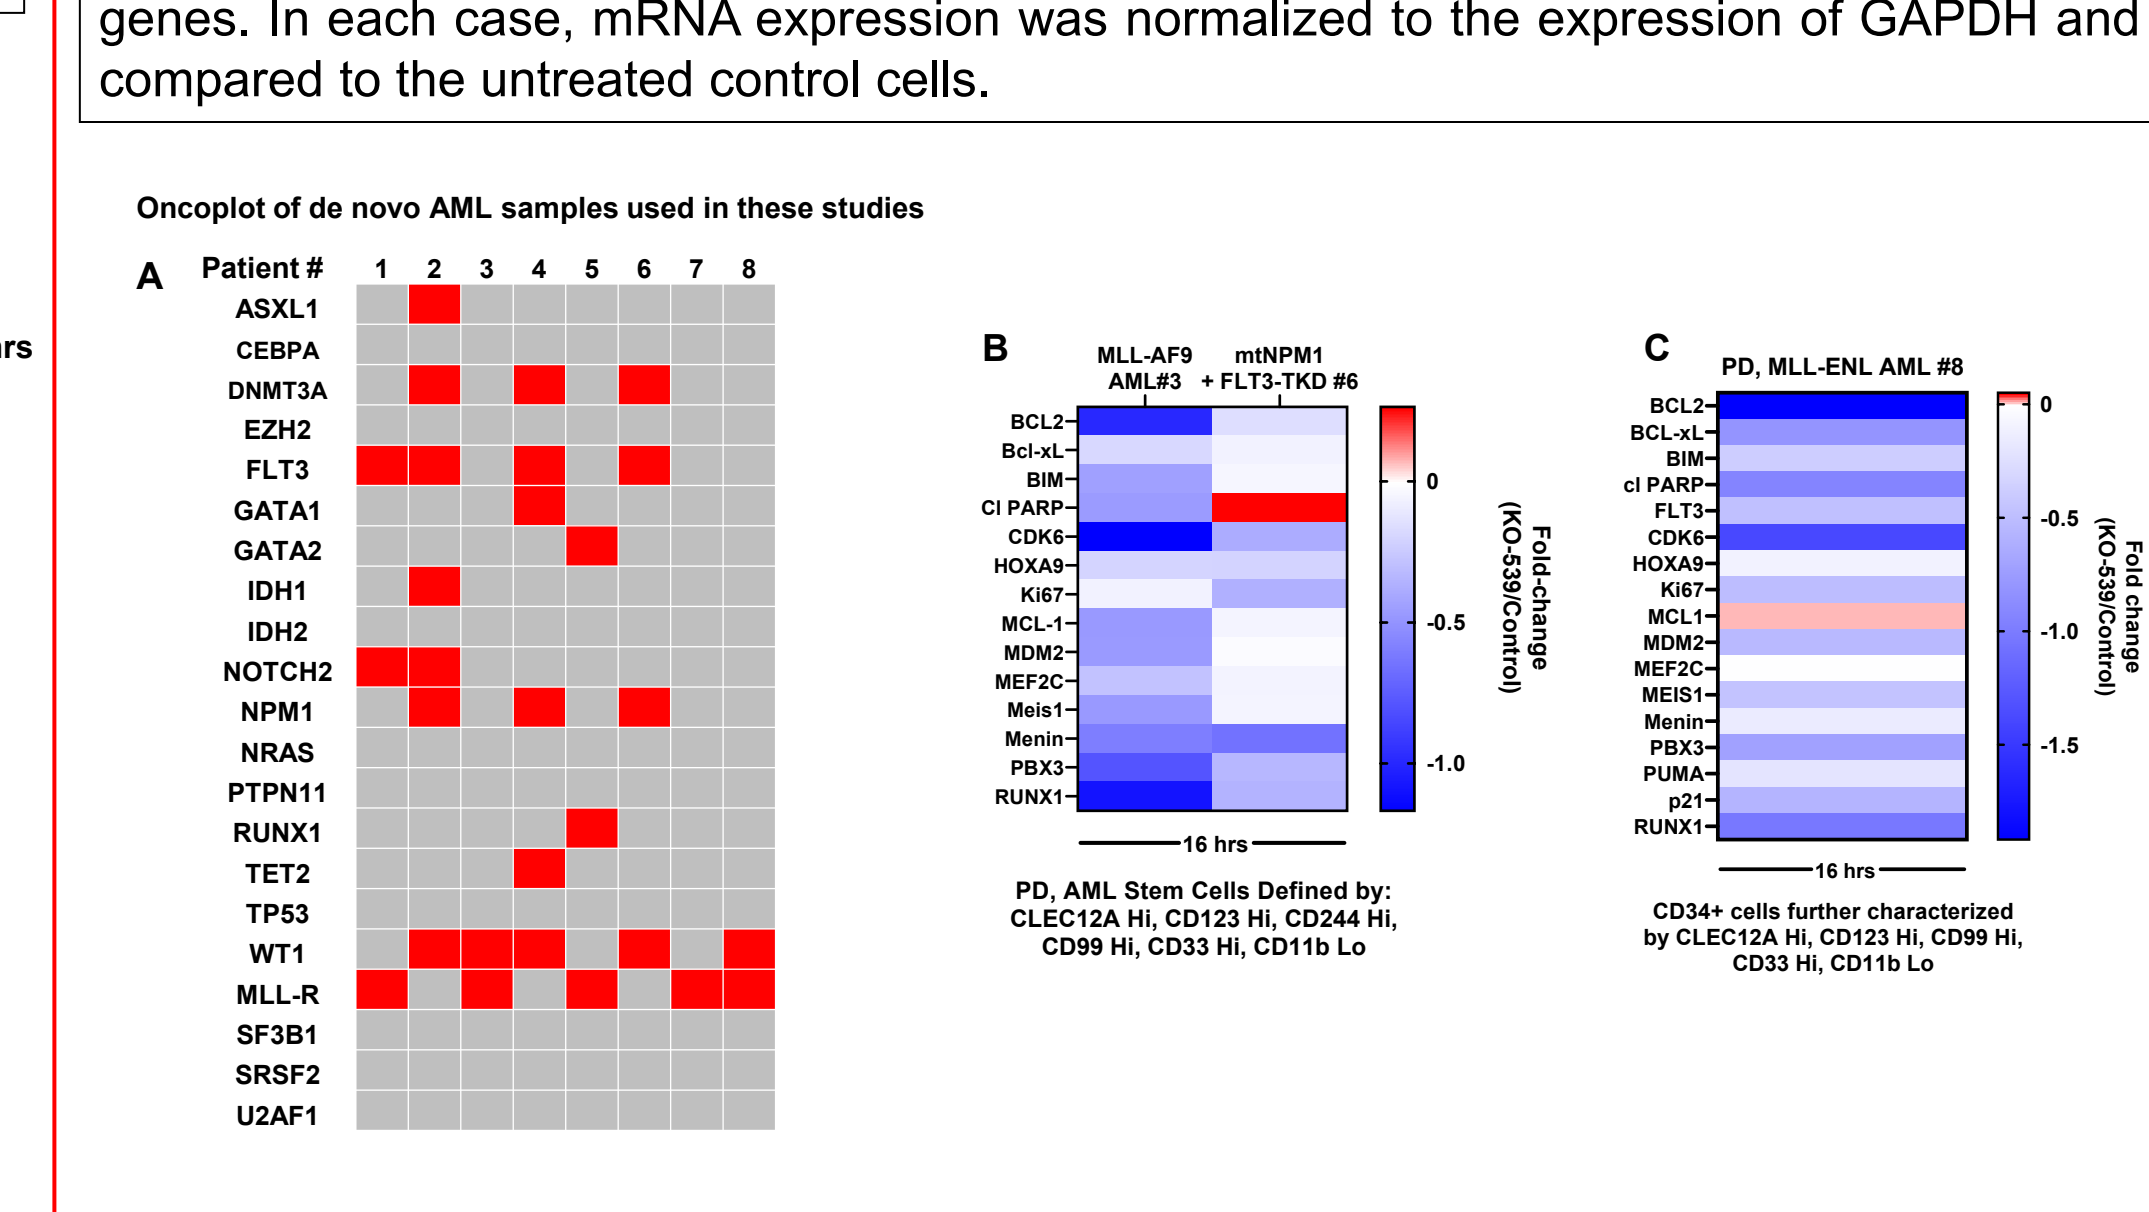 genes. In each case, mRNA expression was normalized to the expression of GAPDH and
compared to the untreated control cells.
Oncoplot of de novo AML samples used in these studies
A
Patient # 1 2 3 4 5 6 7 8
ASXL1
CEBPA
DNMT3A
EZH2
FLT3
GATA1
GATA2
IDH1
IDH2
NOTCH2
NPM1
NRAS
PTPN11
RUNX1
TET2
TP53
WT1
MLL-R
SF3B1
SRSF2
U2AF1
B
MLL-AF9
AML#3
mtNPM1
+ FLT3-TKD #6
BCL2
Bcl-xL
BIM
Cl PARP
CDK6
HOXA9
Ki67
MCL-1
MDM2
MEF2C
Meis1
Menin
PBX3
RUNX1
0
-0.5
-1.0
Fold-change
(KO-539/Control)
16 hrs
PD, AML Stem Cells Defined by:
CLEC12A Hi, CD123 Hi, CD244 Hi,
CD99 Hi, CD33 Hi, CD11b Lo
C
PD, MLL-ENL AML #8
BCL2
BCL-xL
BIM
cl PARP
FLT3
CDK6
HOXA9
Ki67
MCL1
MDM2
MEF2C
MEIS1
Menin
PBX3
PUMA
p21
RUNX1
0
-0.5
-1.0
-1.5
Fold change
(KO-539/Control)
16 hrs
CD34+ cells further characterized
by CLEC12A Hi, CD123 Hi, CD99 Hi,
CD33 Hi, CD11b Lo